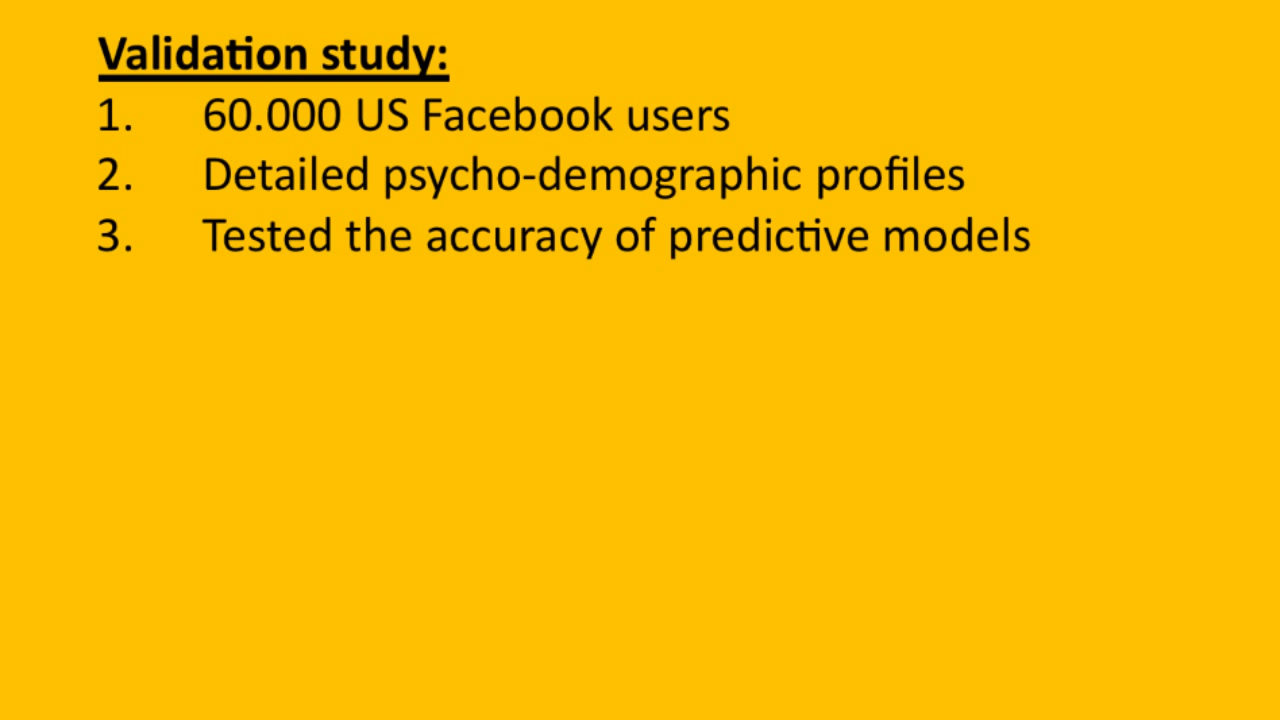 Validation study:
1. 60.000 US Facebook users
2. Detailed psycho-demographic profiles
3. Tested the accuracy of predictive models